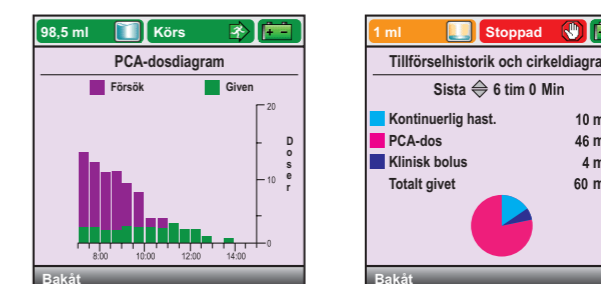 98,5 ml Körs
PCA-dosdiagram
Försök Given
20
10
0
Doser
8:00 10:00 12:00 14:00
Bakåt
1 ml Stoppad
Tillförselhistorik och cirkeldiagra
Sista 6 tim 0 Min
Kontinuerlig hast. 10 m
PCA-dos 46 m
Klinisk bolus 4 m
Totalt givet 60 m
Bakåt